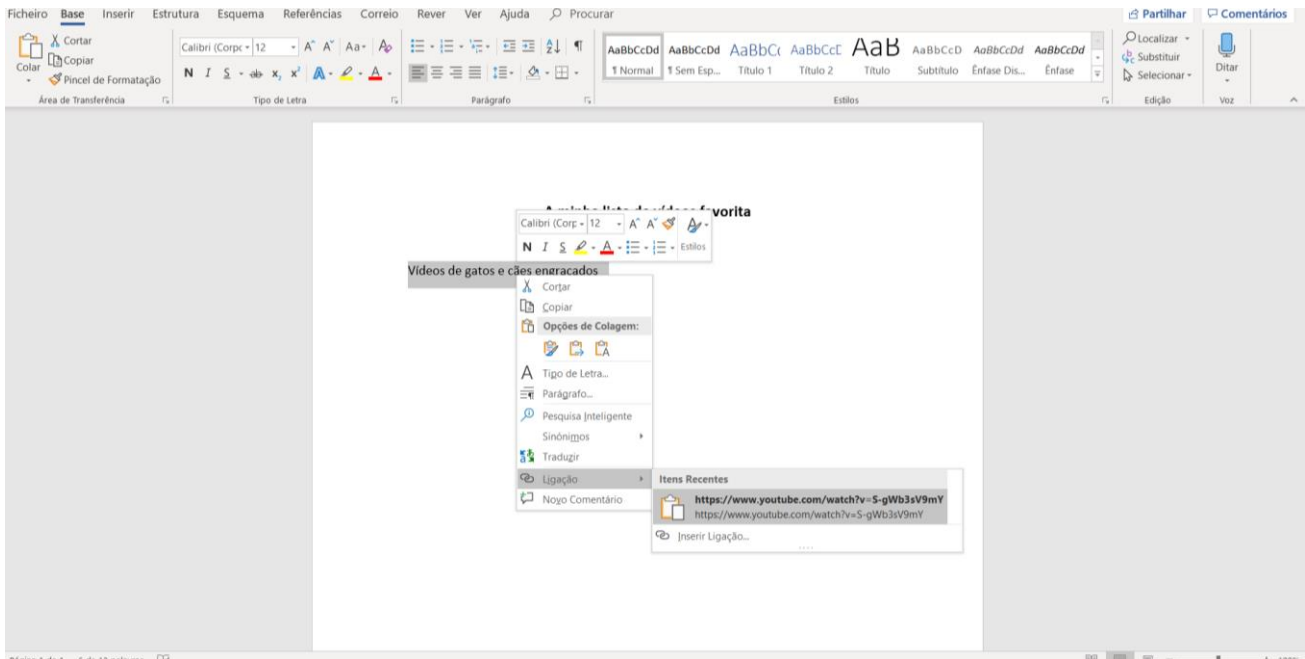 Ficheiro Base Inserir Estrutura Esquema Referências Correio Rever Ver Ajuda Procurar Partilhar Comentários
Colar
Cortar
Copiar
Pincel de Formatação
Área de Transferência
Calibri (Corpc 12
A A Aa A
N I S ab x, x² A A
Tipo de Letra
Parágrafo
AaBbCcDd AaBbCcDd AaBbC( AaBbCcE AaB AaBbCcD AaBbCcDd AaBbCcDd
¶ Normal ¶ Sem Esp... Título 1 Título 2 Título Subtítulo Ênfase Dis... Ênfase
Estilos
Localizar
Substituir
Selecionar
Edição
Ditar
Voz
vorita
Calibri (Corp 12 A A
N I S A Estilos
Vídeos de gatos e cães engraçados
Cortar
Copiar
Opções de Colagem:
Tipo de Letra...
Parágrafo...
Pesquisa Inteligente
Sinónimos
Traduzir
Ligação
Novo Comentário
Itens Recentes
https://www.youtube.com/watch?v=S-gWb3sV9mY
https://www.youtube.com/watch?v=S-gWb3sV9mY
Inserir Ligação...